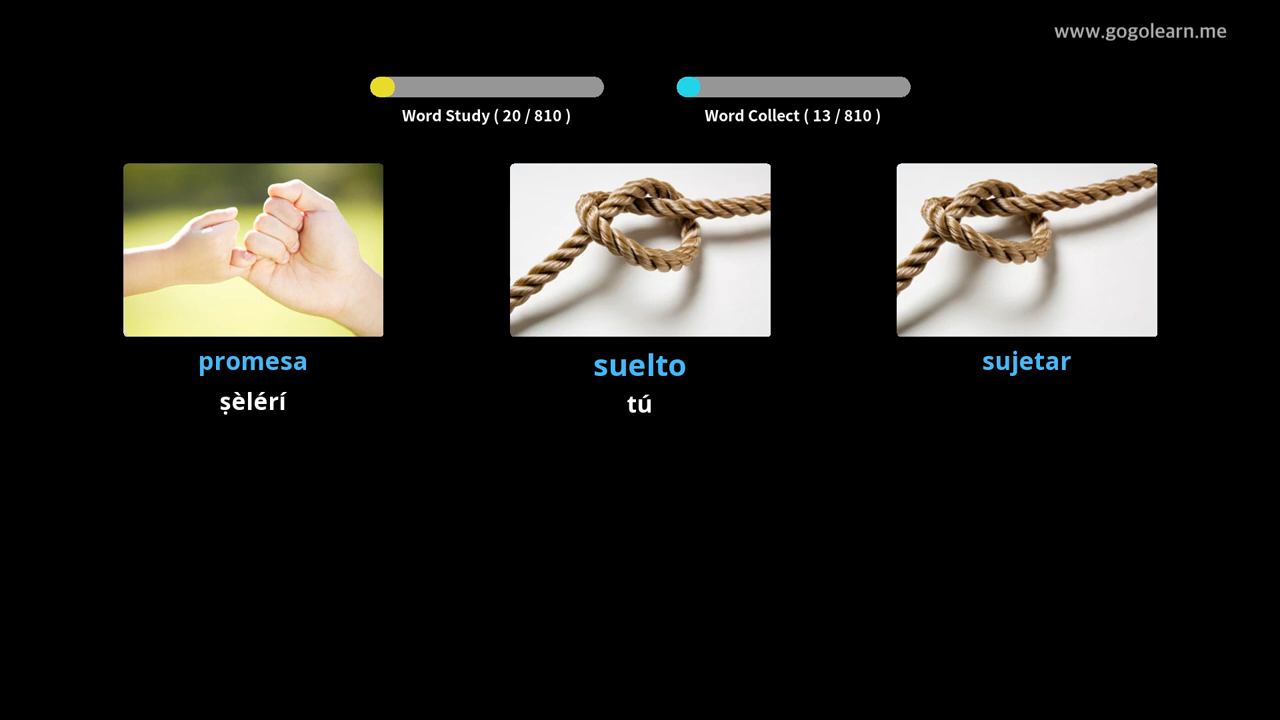 www.gogolearn.me
Word Study ( 20 / 810 )
Word Collect ( 13 / 810 )
promesa
ṣèlérí
suelto
tú
sujetar